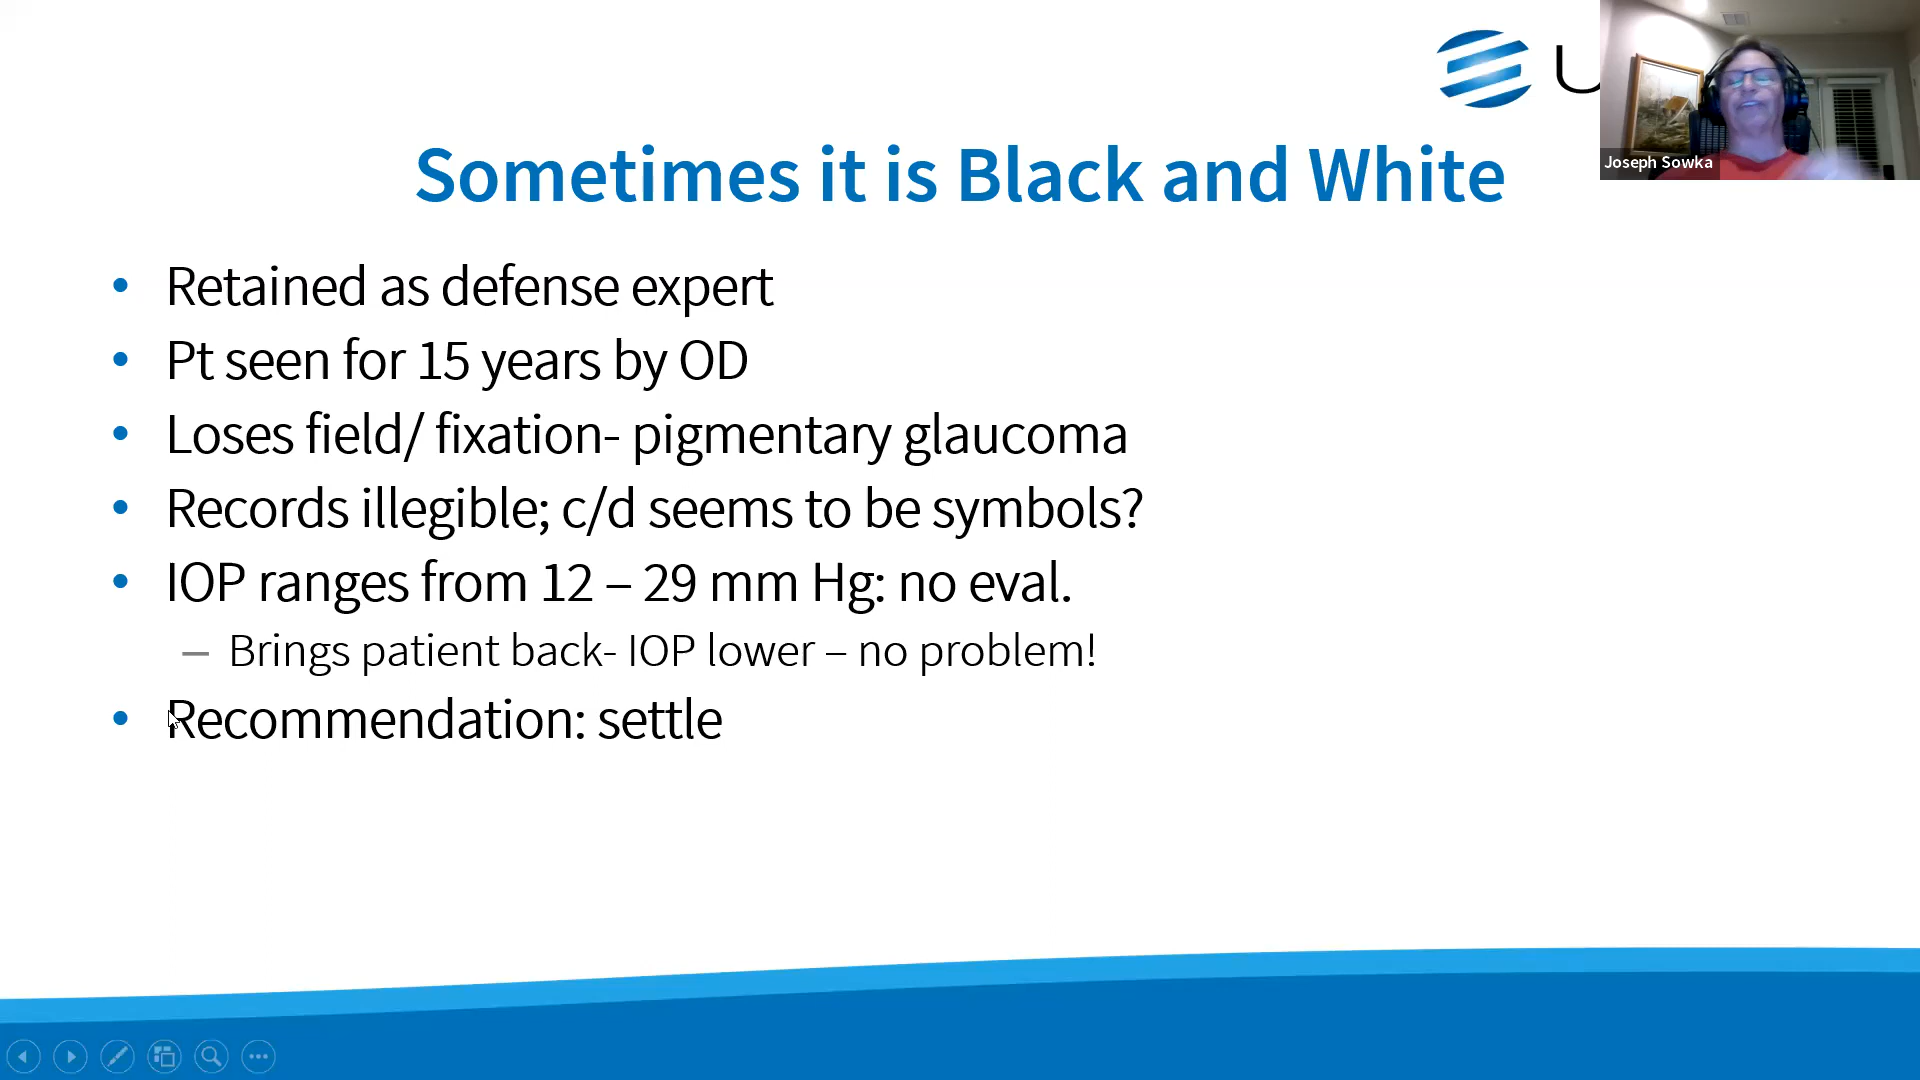 U
Joseph Sowka
Sometimes it is Black and White
• Retained as defense expert
• Pt seen for 15 years by OD
• Loses field/ fixation- pigmentary glaucoma
• Records illegible; c/d seems to be symbols?
• IOP ranges from 12 – 29 mm Hg: no eval.
– Brings patient back- IOP lower – no problem!
• Recommendation: settle